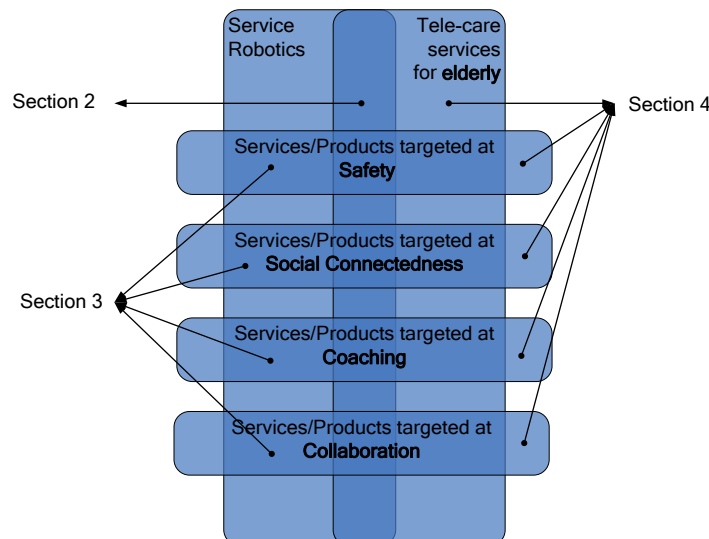 Service
Robotics
Tele-care
services
for elderly
Section 2
Section 4
Services/Products targeted at
Safety
Services/Products targeted at
Social Connectedness
Section 3
Services/Products targeted at
Coaching
Services/Products targeted at
Collaboration